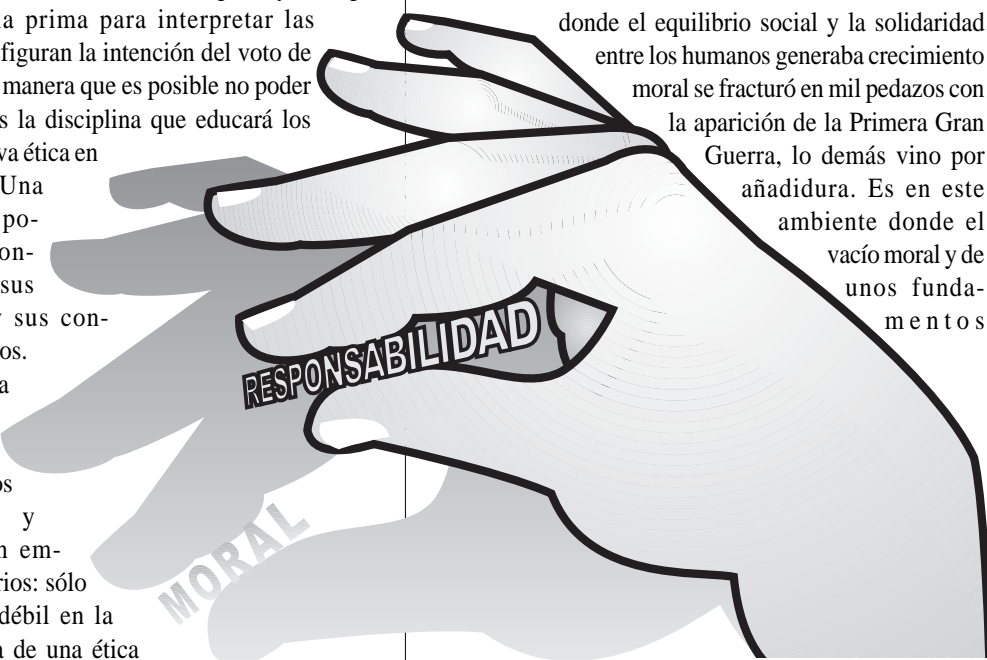 a prima para interpretar las
efiguran la intención del voto de
manera que es posible no poder
s la disciplina que educará los
va ética en
Una
po-
on-
sus
y sus con-
os.
a
os
y
n em-
rios: sólo
débil en la
a de una ética
RESPONSABILIDAD
MORAL
donde el equilibrio social y la solidaridad
entre los humanos generaba crecimiento
moral se fracturó en mil pedazos con
la aparición de la Primera Gran
Guerra, lo demás vino por
añadidura. Es en este
ambiente donde el
vacío moral y de
unos funda-
mentos